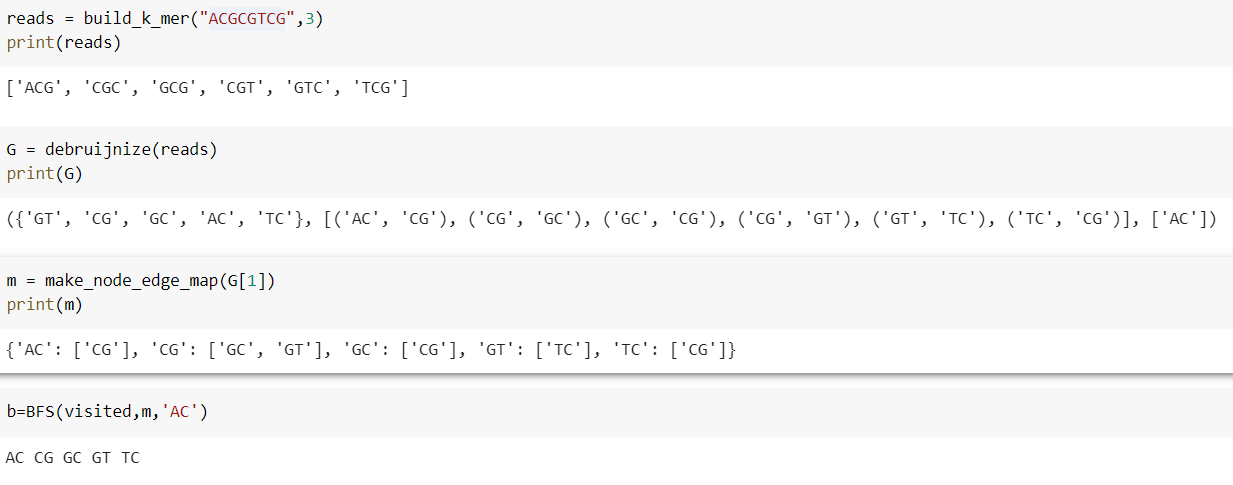 reads = build_k_mer("ACGCGTCG",3)
print(reads)
['ACG', 'CGC', 'GCG', 'CGT', 'GTC', 'TCG']
G = debruijnize(reads)
print(G)
({'GT', 'CG', 'GC', 'AC', 'TC'}, [('AC', 'CG'), ('CG', 'GC'), ('GC', 'CG'), ('CG', 'GT'), ('GT', 'TC'), ('TC', 'CG')], ['AC'])
m = make_node_edge_map(G[1])
print(m)
{'AC': ['CG'], 'CG': ['GC', 'GT'], 'GC': ['CG'], 'GT': ['TC'], 'TC': ['CG']}
b=BFS(visited,m,'AC')
AC CG GC GT TC